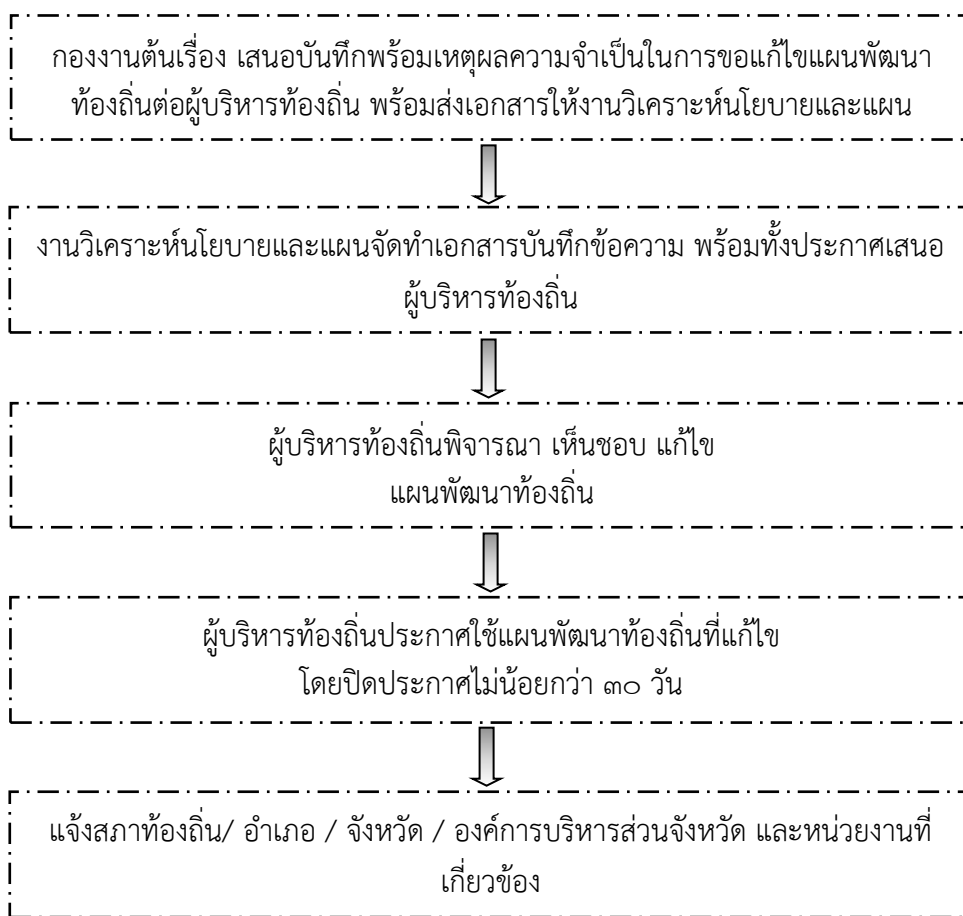 กองงานต้นเรื่อง เสนอบันทึกพร้อมเหตุผลความจำเป็นในการขอแก้ไขแผนพัฒนา
ท้องถิ่นต่อผู้บริหารท้องถิ่น พร้อมส่งเอกสารให้งานวิเคราะห์นโยบายและแผน
งานวิเคราะห์นโยบายและแผนจัดทำเอกสารบันทึกข้อความ พร้อมทั้งประกาศเสนอ
ผู้บริหารท้องถิ่น
ผู้บริหารท้องถิ่นพิจารณา เห็นชอบ แก้ไข
แผนพัฒนาท้องถิ่น
ผู้บริหารท้องถิ่นประกาศใช้แผนพัฒนาท้องถิ่นที่แก้ไข
โดยปิดประกาศไม่น้อยกว่า ๓๐ วัน
แจ้งสภาท้องถิ่น/ อำเภอ / จังหวัด / องค์การบริหารส่วนจังหวัด และหน่วยงานที่
เกี่ยวข้อง